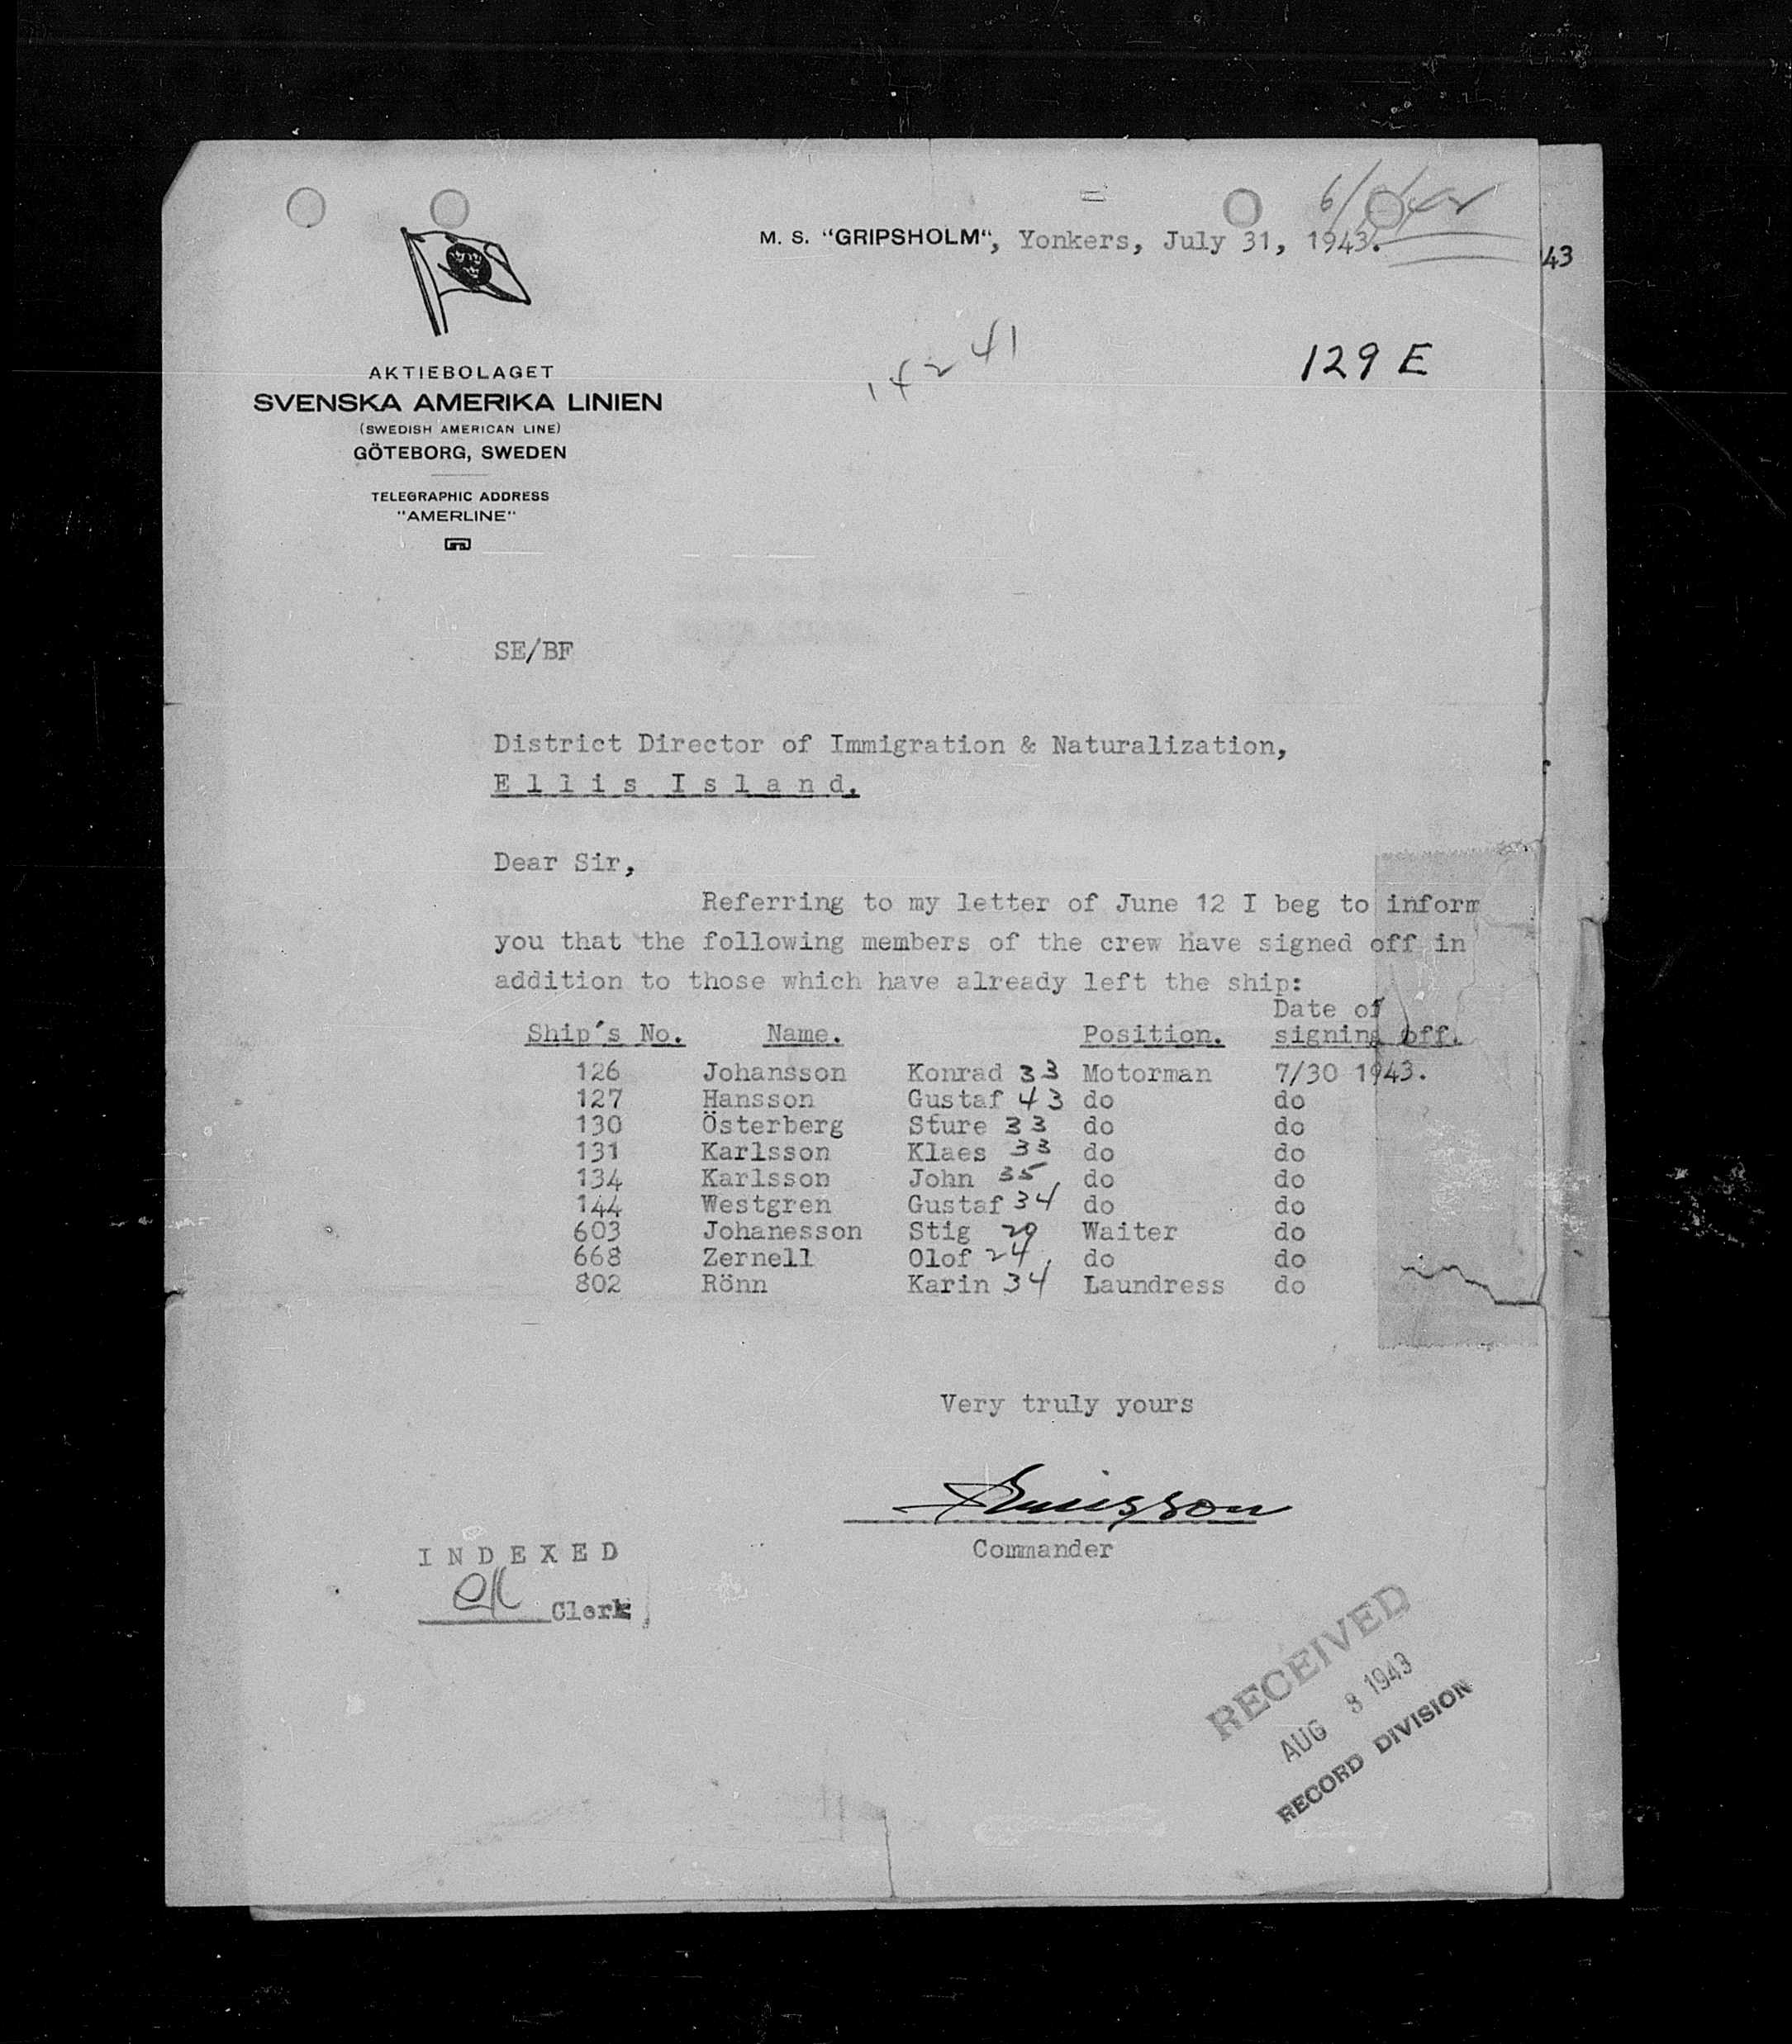 M. S. "GRIPSHOLM", Yonkers, July 31, 1943.
43
14241
129 E
AKTIEBOLAGET
SVENSKA AMERIKA LINIEN
(SWEDISH AMERICAN LINE)
GÖTEBORG, SWEDEN
TELEGRAPHIC ADDRESS
"AMERLINE"
SE/BF
District Director of Immigration & Naturalization,
Ellis Island.
Dear Sir,
Referring to my letter of June 12 I beg to inform
you that the following members of the crew have signed off in
addition to those which have already left the ship:
Date of
Ship's No. Name. Position. signing off.
126 Johansson Konrad 33 Motorman 7/30 1943.
127 Hansson Gustaf 43 do do
130 Österberg Sture 33 do do
131 Karlsson Klaes 33 do do
134 Karlsson John 35 do do
144 Westgren Gustaf 34 do do
603 Johanesson Stig 29 Waiter do
668 Zernell Olof 24 do do
802 Rönn Karin 34 Laundress do
Very truly yours
Commander
INDEXED
Clerk
RECEIVED
AUG 3 1943
RECORD DIVISION